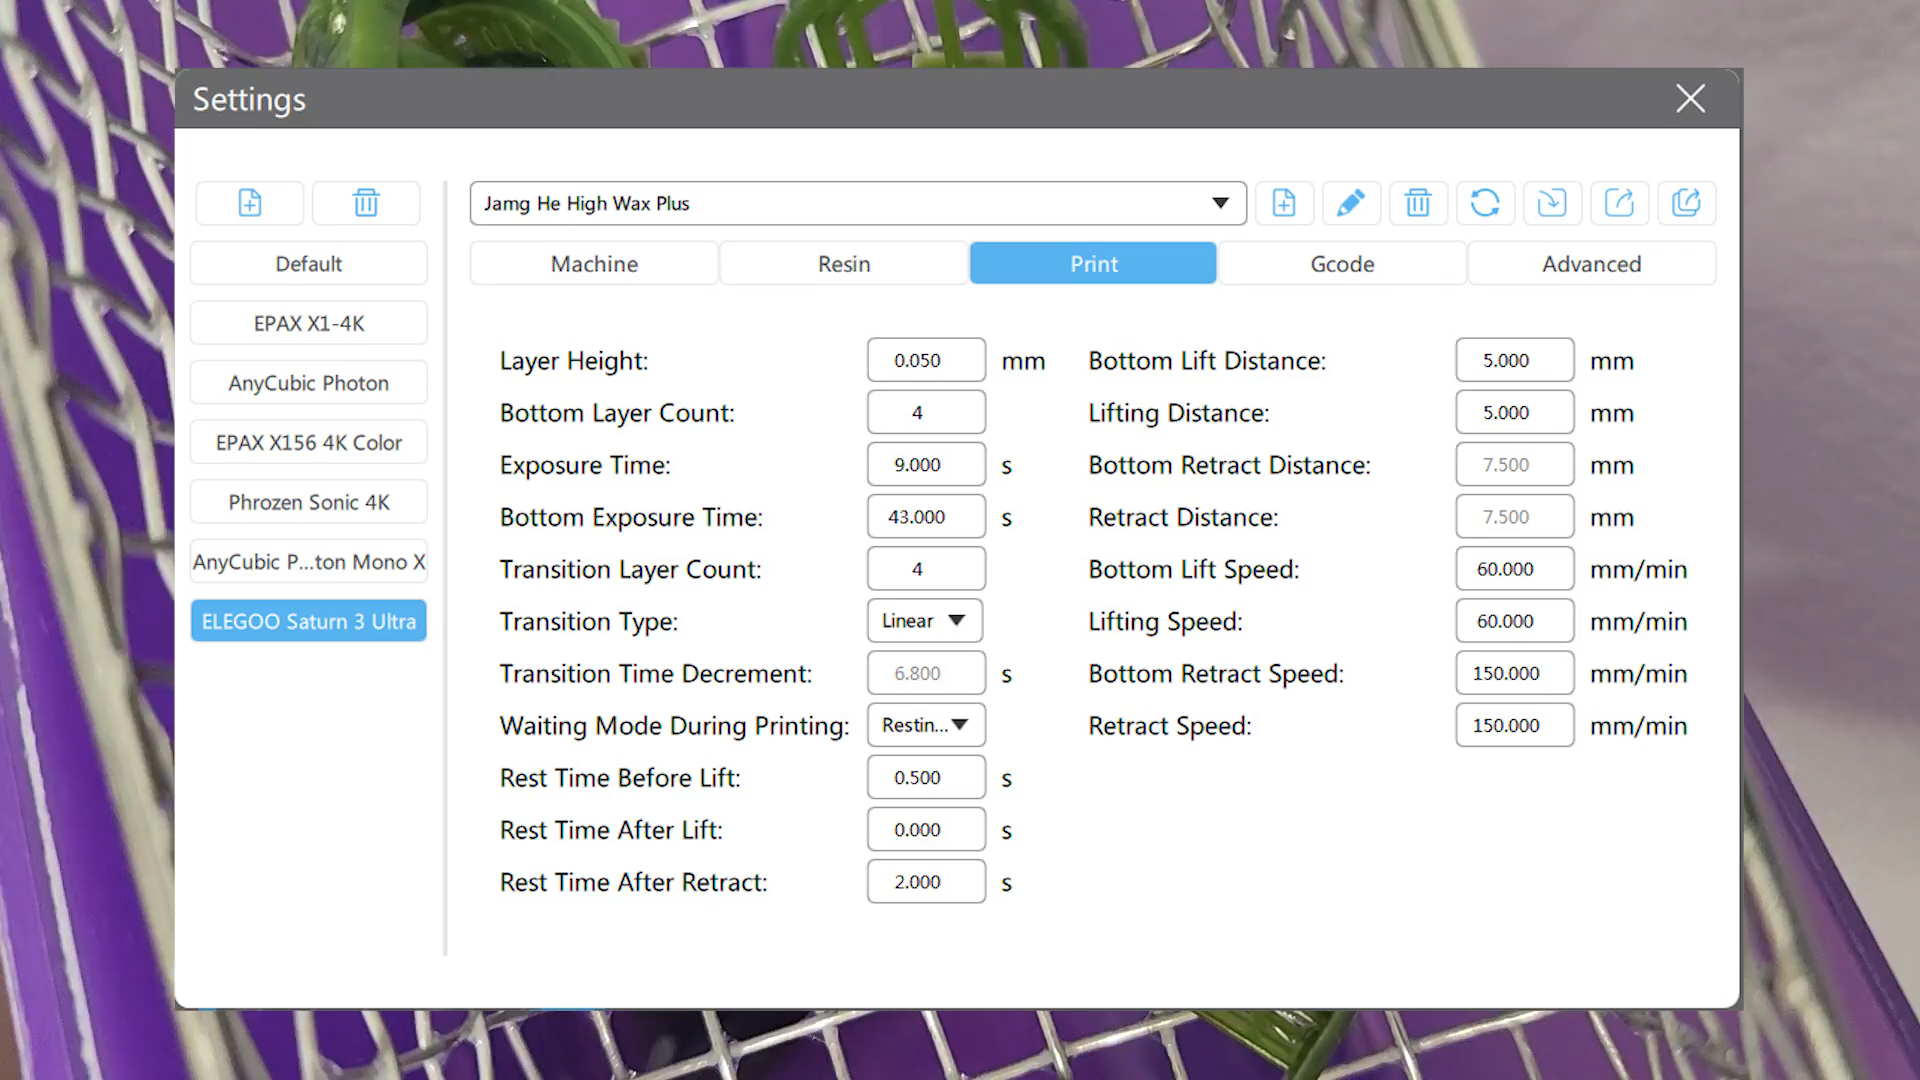 Settings
Jamg He High Wax Plus
Default
EPAX X1-4K
AnyCubic Photon
EPAX X156 4K Color
Phrozen Sonic 4K
AnyCubic P...ton Mono X
ELEGOO Saturn 3 Ultra
Machine Resin Print Gcode Advanced
Layer Height: 0.050 mm
Bottom Layer Count: 4
Exposure Time: 9.000 s
Bottom Exposure Time: 43.000 s
Transition Layer Count: 4
Transition Type: Linear
Transition Time Decrement: 6.800 s
Waiting Mode During Printing: Restin...
Rest Time Before Lift: 0.500 s
Rest Time After Lift: 0.000 s
Rest Time After Retract: 2.000 s
Bottom Lift Distance: 5.000 mm
Lifting Distance: 5.000 mm
Bottom Retract Distance: 7.500 mm
Retract Distance: 7.500 mm
Bottom Lift Speed: 60.000 mm/min
Lifting Speed: 60.000 mm/min
Bottom Retract Speed: 150.000 mm/min
Retract Speed: 150.000 mm/min